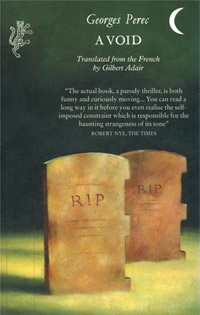 Georges Perec
A VOID
Translated from the French
by Gilbert Adair
"The actual book, a parody thriller, is both
funny and curiously moving... You can read a
long way in it before you even realise the self-
imposed constraint which is responsible for the
haunting strangeness of its tone"
ROBERT NYE, THE TIMES
RIP
RIP